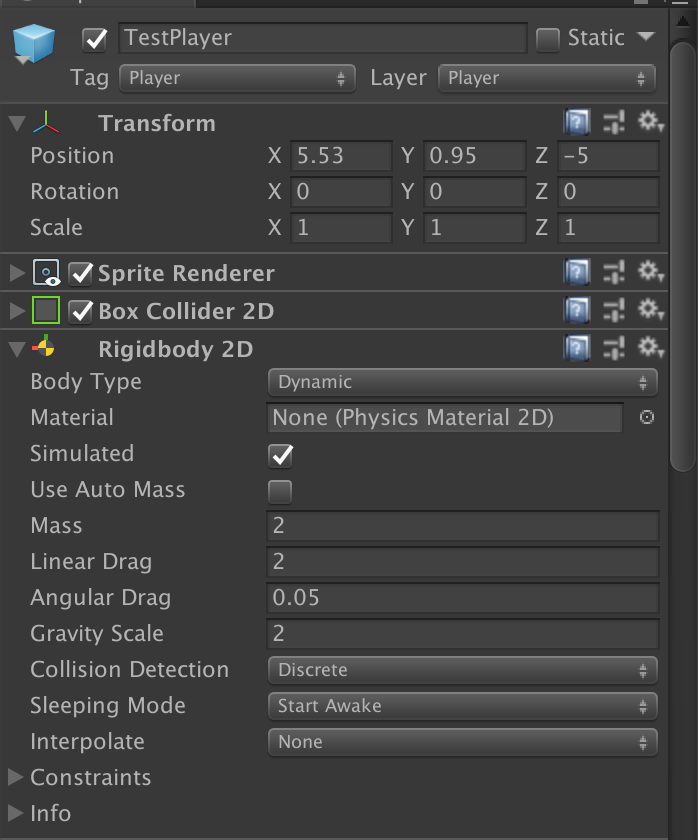 TestPlayer Static
Tag Player Layer Player
Transform
Position X 5.53 Y 0.95 Z -5
Rotation X 0 Y 0 Z 0
Scale X 1 Y 1 Z 1
Sprite Renderer
Box Collider 2D
Rigidbody 2D
Body Type Dynamic
Material None (Physics Material 2D)
Simulated
Use Auto Mass
Mass 2
Linear Drag 2
Angular Drag 0.05
Gravity Scale 2
Collision Detection Discrete
Sleeping Mode Start Awake
Interpolate None
Constraints
Info